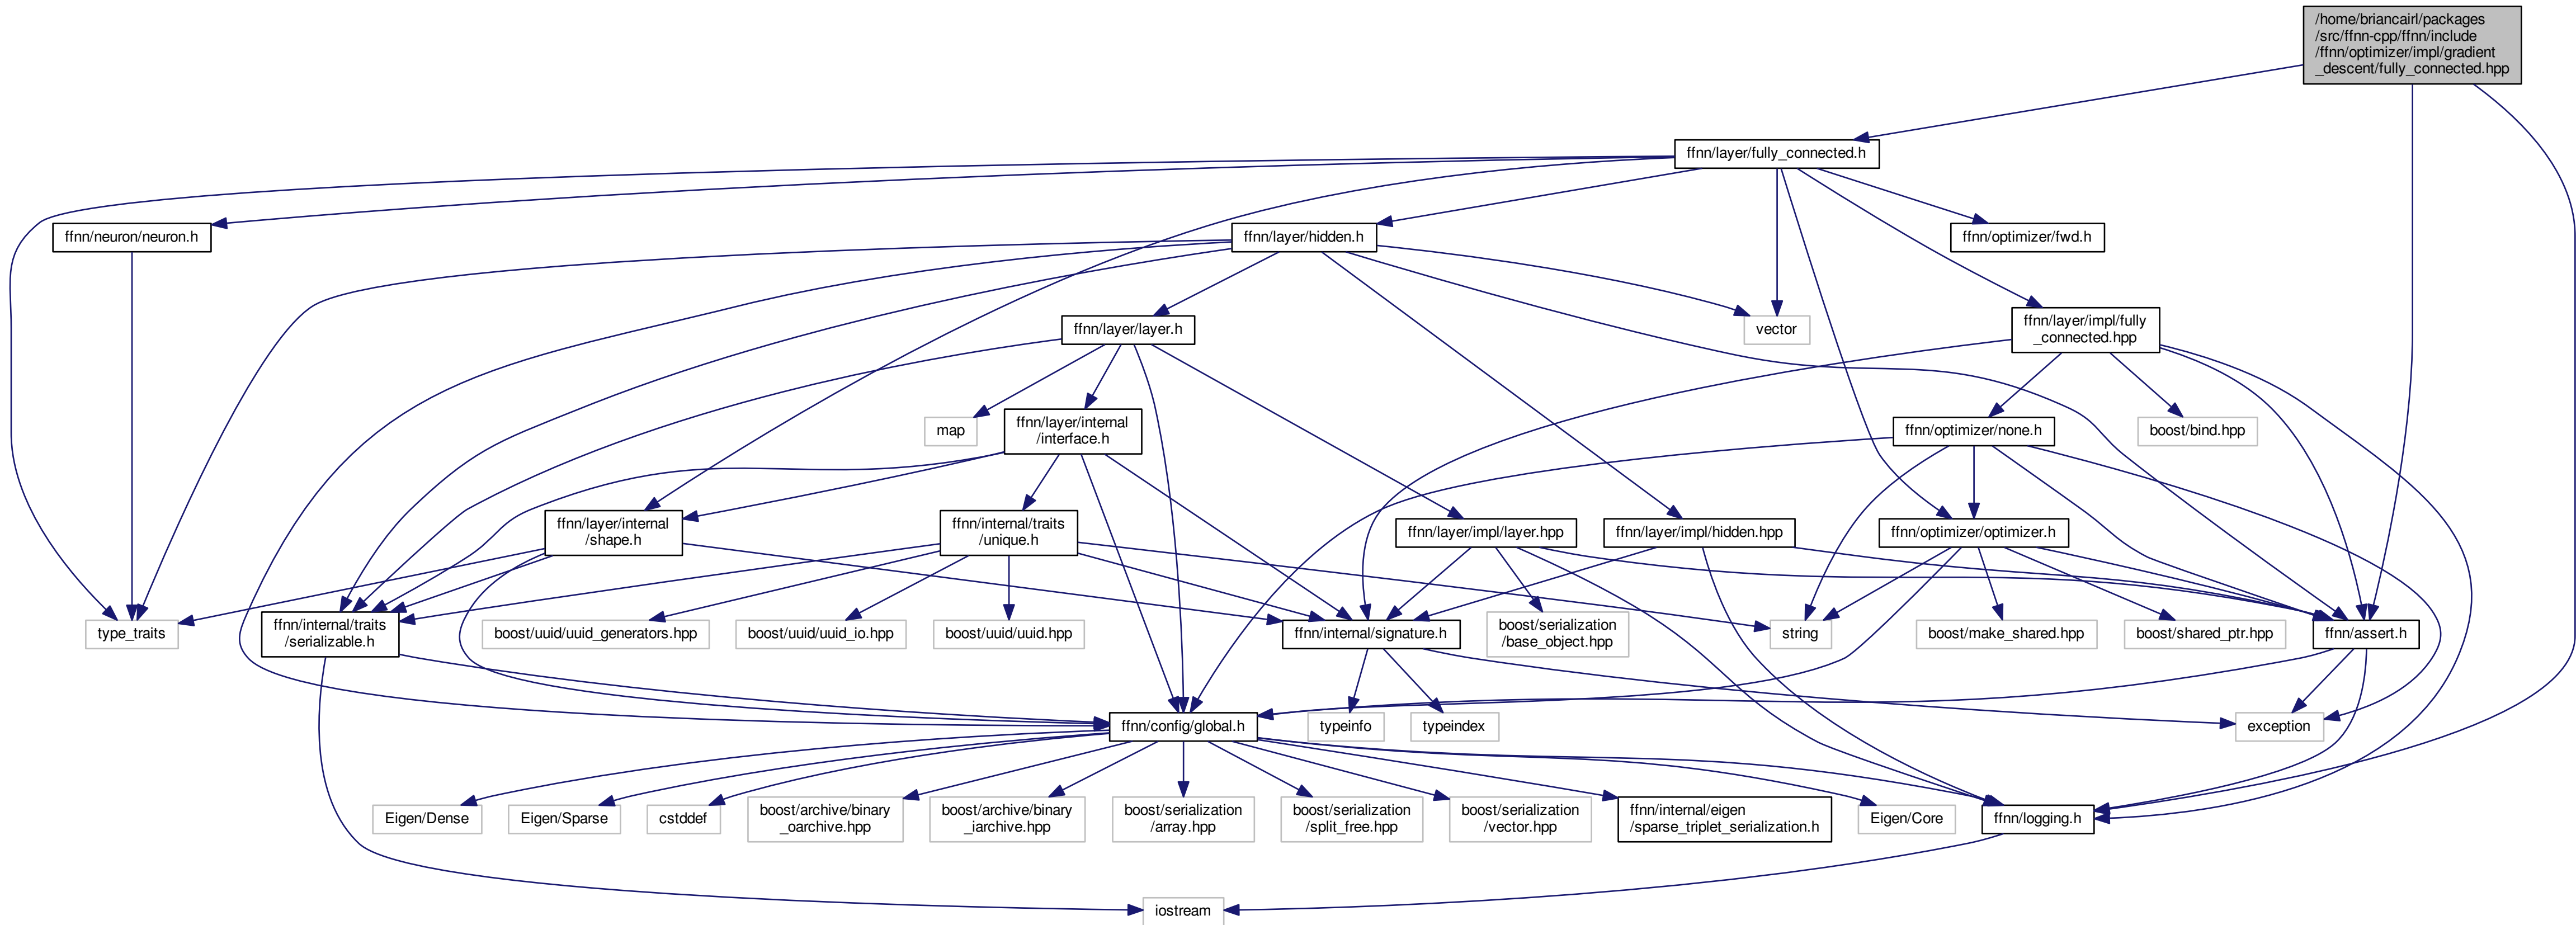 /home/briancairl/packages
/src/ffnn-cpp/ffnn/include
/ffnn/optimizer/impl/gradient
_descent/fully_connected.hpp
ffnn/layer/fully_connected.h
ffnn/neuron/neuron.h
ffnn/layer/hidden.h
ffnn/optimizer/fwd.h
ffnn/layer/layer.h
vector
ffnn/layer/impl/fully
_connected.hpp
map
ffnn/layer/internal
/interface.h
ffnn/optimizer/none.h
boost/bind.hpp
ffnn/layer/internal
/shape.h
ffnn/internal/traits
/unique.h
ffnn/layer/impl/layer.hpp
ffnn/layer/impl/hidden.hpp
ffnn/optimizer/optimizer.h
type_traits
ffnn/internal/traits
/serializable.h
boost/uuid/uuid_generators.hpp
boost/uuid/uuid_io.hpp
boost/uuid/uuid.hpp
ffnn/internal/signature.h
boost/serialization
/base_object.hpp
string
boost/make_shared.hpp
boost/shared_ptr.hpp
ffnn/assert.h
ffnn/config/global.h
typeinfo
typeindex
exception
Eigen/Dense
Eigen/Sparse
cstddef
boost/archive/binary
_oarchive.hpp
boost/archive/binary
_iarchive.hpp
boost/serialization
/array.hpp
boost/serialization
/split_free.hpp
boost/serialization
/vector.hpp
ffnn/internal/eigen
/sparse_triplet_serialization.h
Eigen/Core
ffnn/logging.h
iostream